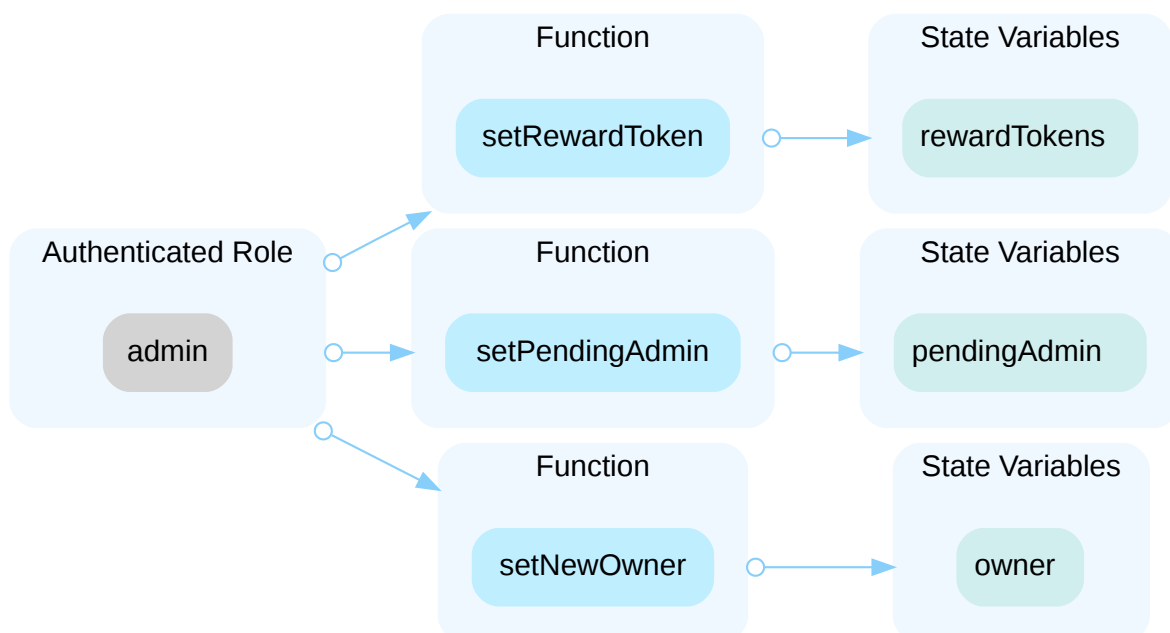 Function
State Variables
setRewardToken
rewardTokens
Authenticated Role
Function
State Variables
admin
setPendingAdmin
pendingAdmin
Function
State Variables
setNewOwner
owner